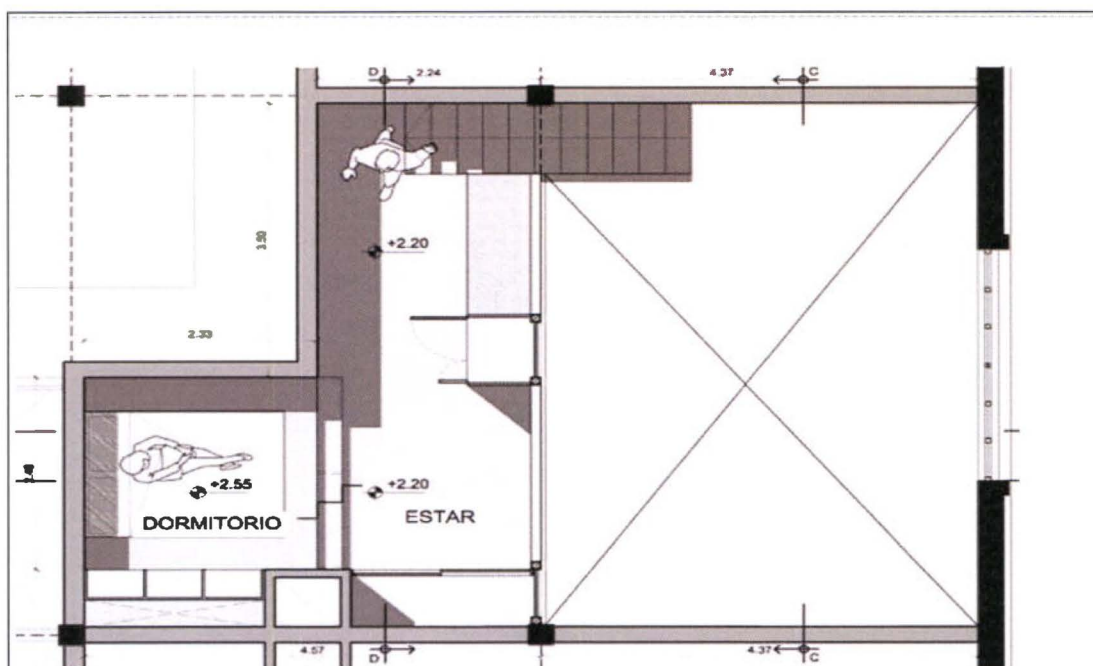 D 2.24 4.37 C
+2.20
3.50
2.33
+2.55
+2.20
DORMITORIO
ESTAR
4.57 D 4.37 C